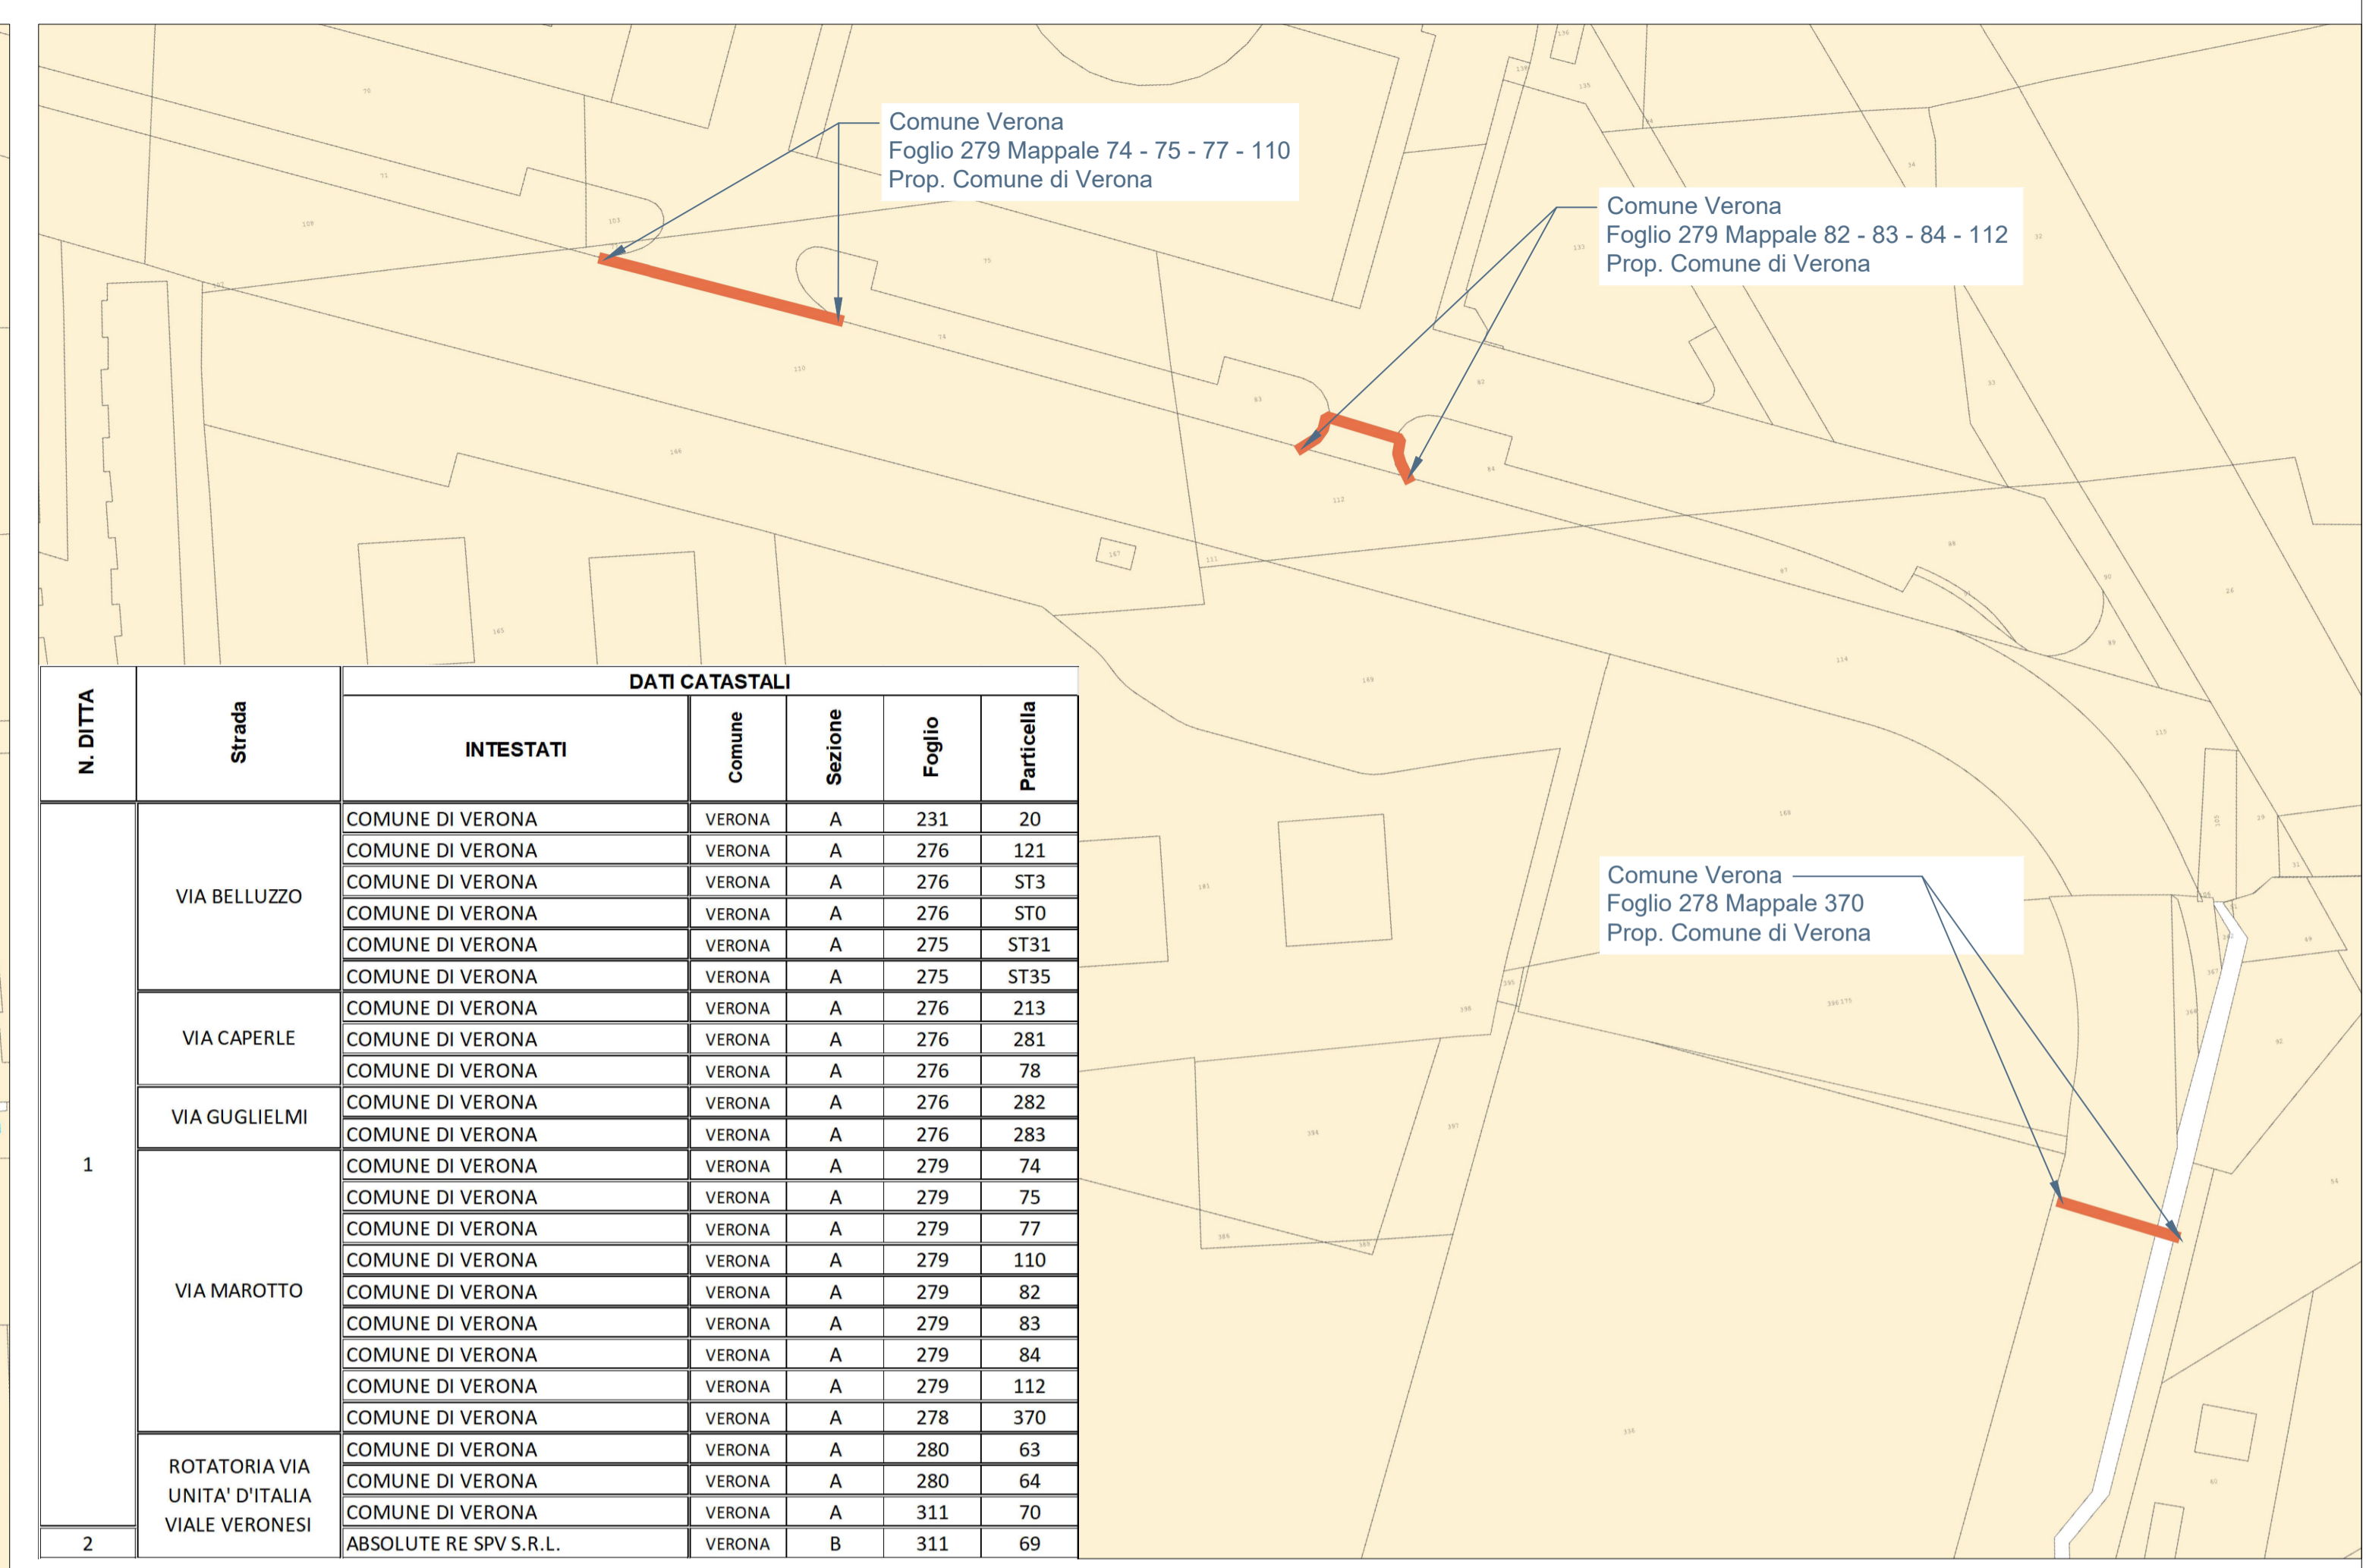 Comune Verona
Foglio 279 Mappale 74 - 75 - 77 - 110
Prop. Comune di Verona
Comune Verona
Foglio 279 Mappale 82 - 83 - 84 - 112
Prop. Comune di Verona
Comune Verona
Foglio 278 Mappale 370
Prop. Comune di Verona
DATI CATASTALI
N. DITTA Strada INTESTATI Comune Sezione Foglio Particella
1
VIA BELLUZZO
COMUNE DI VERONA VERONA A 231 20
COMUNE DI VERONA VERONA A 276 121
COMUNE DI VERONA VERONA A 276 ST3
COMUNE DI VERONA VERONA A 276 ST0
COMUNE DI VERONA VERONA A 275 ST31
COMUNE DI VERONA VERONA A 275 ST35
VIA CAPERLE
COMUNE DI VERONA VERONA A 276 213
COMUNE DI VERONA VERONA A 276 281
COMUNE DI VERONA VERONA A 276 78
VIA GUGLIELMI
COMUNE DI VERONA VERONA A 276 282
COMUNE DI VERONA VERONA A 276 283
VIA MAROTTO
COMUNE DI VERONA VERONA A 279 74
COMUNE DI VERONA VERONA A 279 75
COMUNE DI VERONA VERONA A 279 77
COMUNE DI VERONA VERONA A 279 110
COMUNE DI VERONA VERONA A 279 82
COMUNE DI VERONA VERONA A 279 83
COMUNE DI VERONA VERONA A 279 84
COMUNE DI VERONA VERONA A 279 112
COMUNE DI VERONA VERONA A 278 370
ROTATORIA VIA
UNITA' D'ITALIA
VIALE VERONESI
COMUNE DI VERONA VERONA A 280 63
COMUNE DI VERONA VERONA A 280 64
COMUNE DI VERONA VERONA A 311 70
2 ABSOLUTE RE SPV S.R.L. VERONA B 311 69